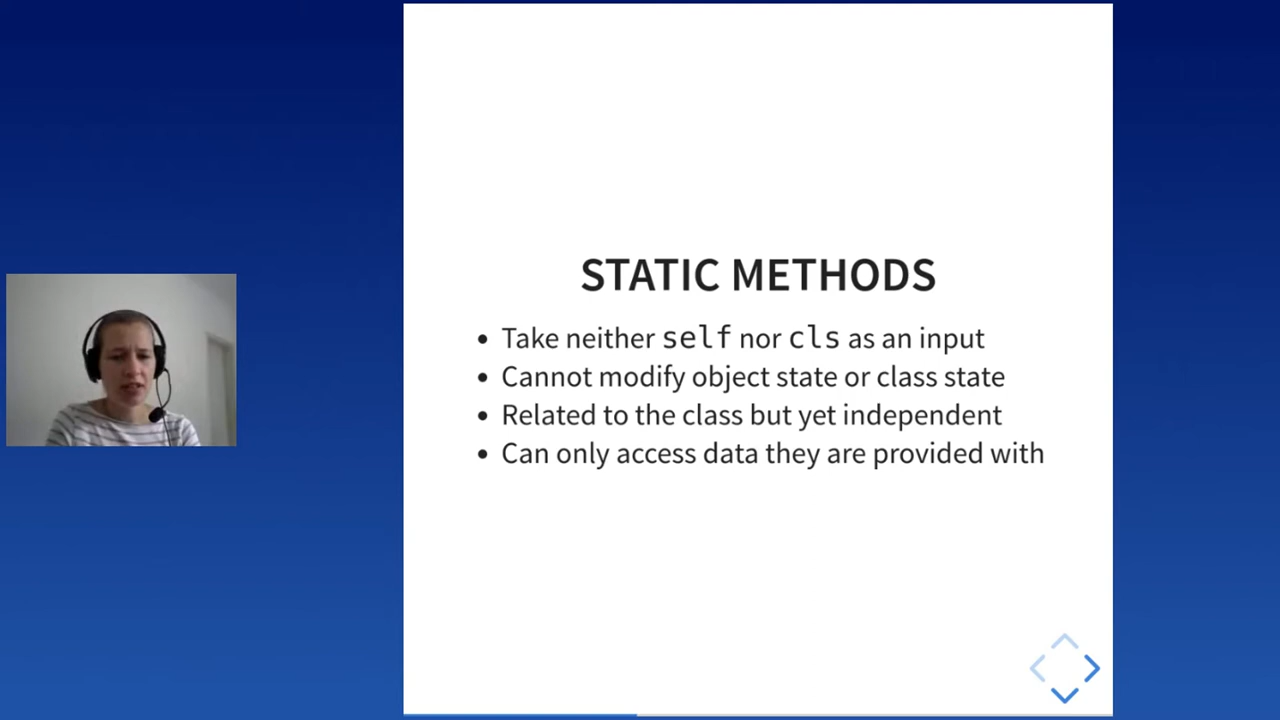 STATIC METHODS
• Take neither self nor cls as an input
• Cannot modify object state or class state
• Related to the class but yet independent
• Can only access data they are provided with